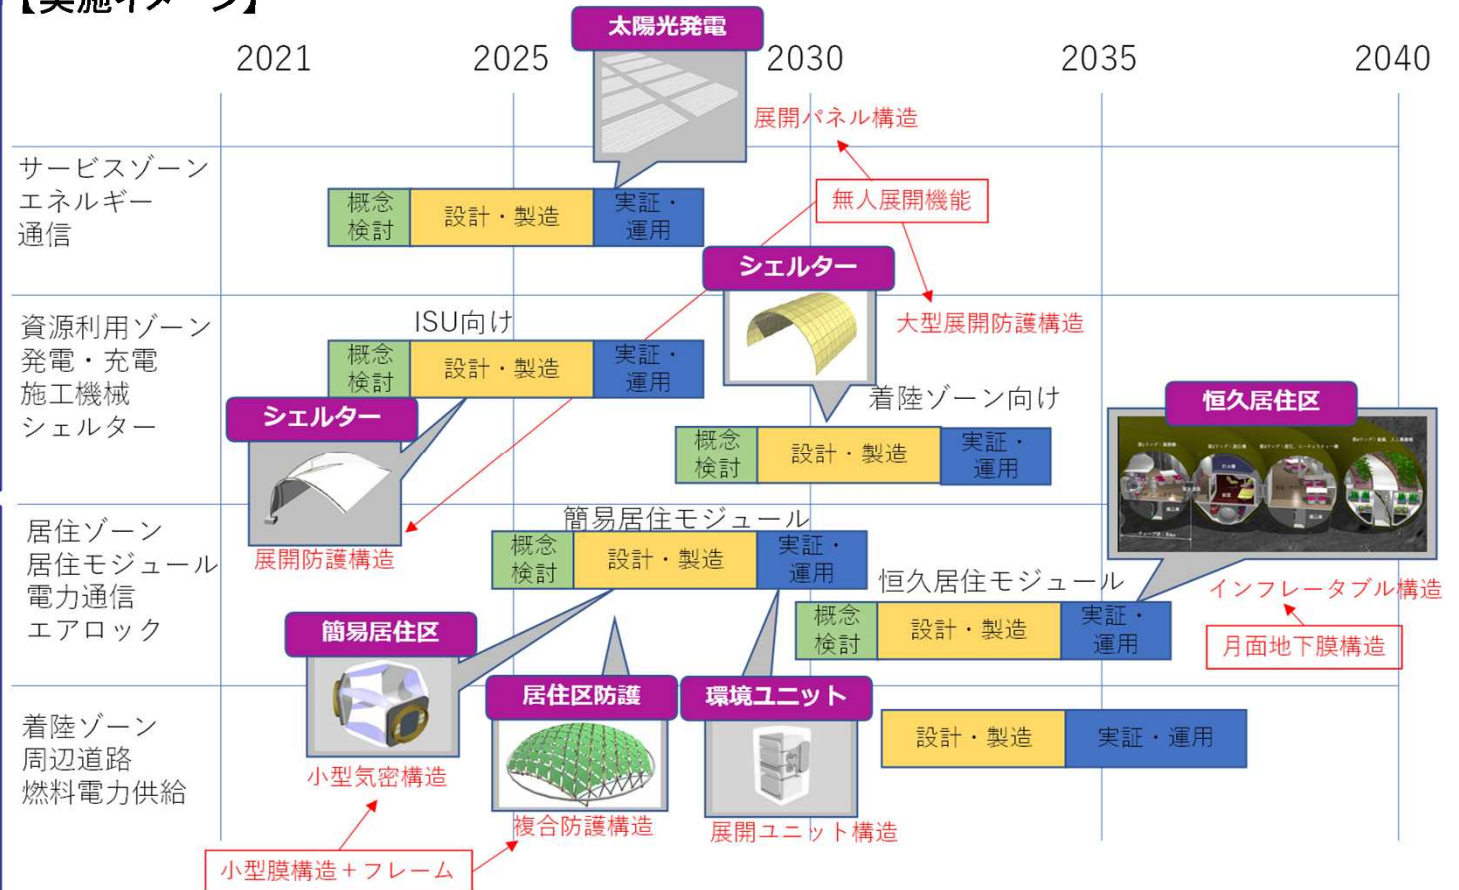 【実施イメージ】
2021
2025
2030
2035
2040
太陽光発電
展開パネル構造
サービスゾーン
エネルギー
通信
概念
検討
設計・製造
実証・
運用
無人展開機能
シェルター
大型展開防護構造
資源利用ゾーン
発電・充電
施工機械
シェルター
ISU向け
概念
検討
設計・製造
実証・
運用
着陸ゾーン向け
概念
検討
設計・製造
実証・
運用
シェルター
展開防護構造
恒久居住区
居住ゾーン
居住モジュール
電力通信
エアロック
簡易居住モジュール
概念
検討
設計・製造
実証・
運用
恒久居住モジュール
概念
検討
設計・製造
実証・
運用
インフレータブル構造
月面地下膜構造
簡易居住区
小型気密構造
居住区防護
複合防護構造
環境ユニット
展開ユニット構造
着陸ゾーン
周辺道路
燃料電力供給
設計・製造
実証・運用
小型膜構造+フレーム